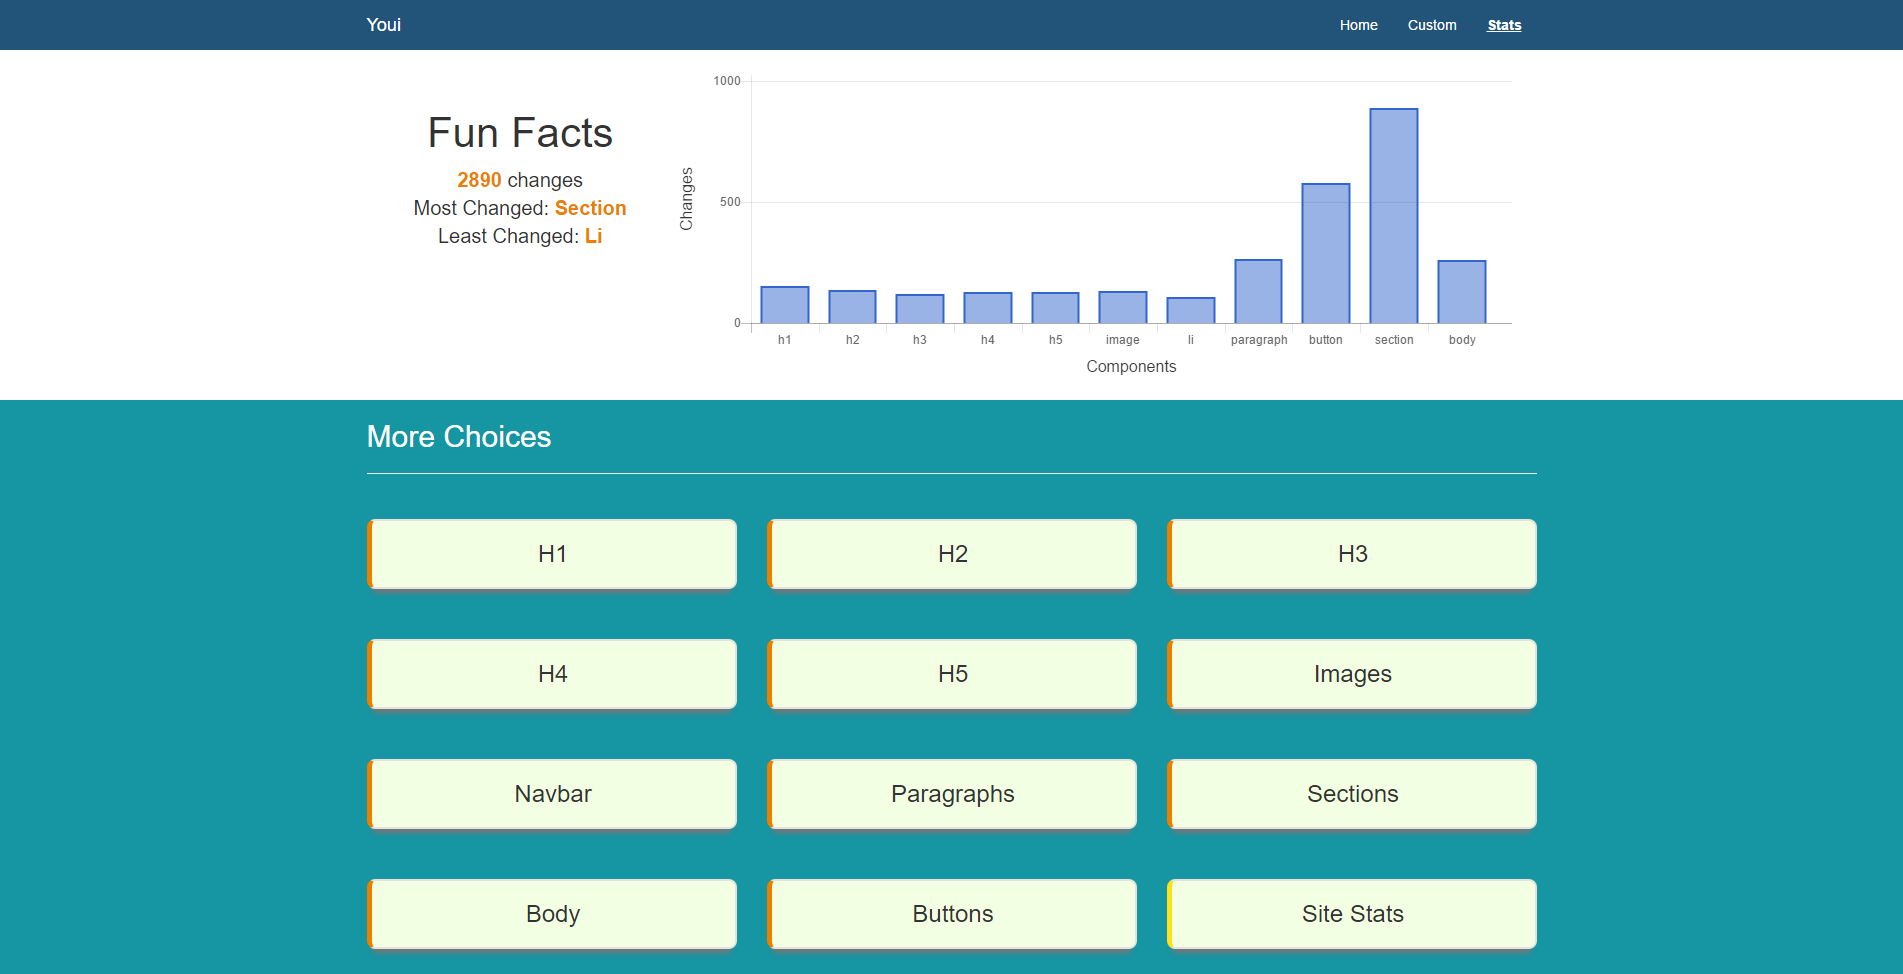 Youi
Home Custom Stats
Fun Facts
2890 changes
Most Changed: Section
Least Changed: Li
Changes
1000
500
0
h1 h2 h3 h4 h5 image li paragraph button section body
Components
More Choices
H1 H2 H3
H4 H5 Images
Navbar Paragraphs Sections
Body Buttons Site Stats